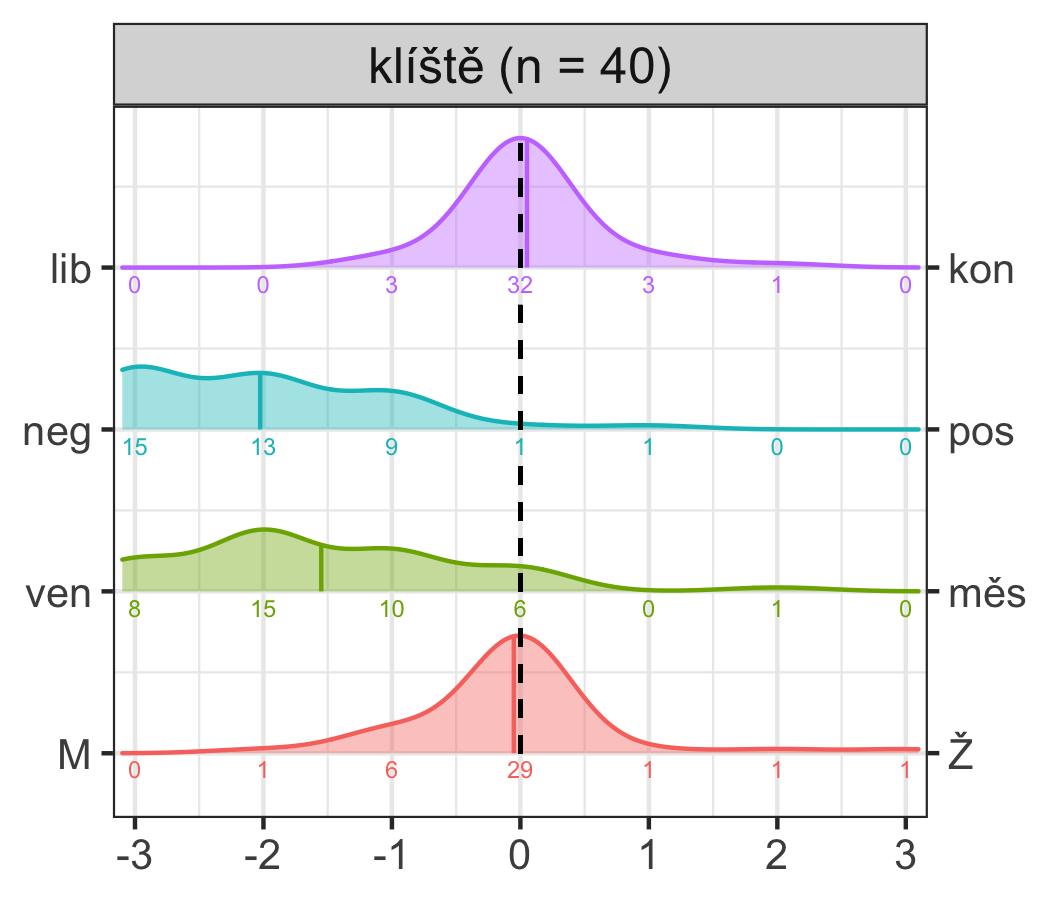 klíště (n = 40)
lib kon
0 0 3 32 3 1 0
neg pos
15 13 9 1 1 0 0
ven měs
8 15 10 6 0 1 0
M Ž
0 1 6 29 1 1 1
-3 -2 -1 0 1 2 3